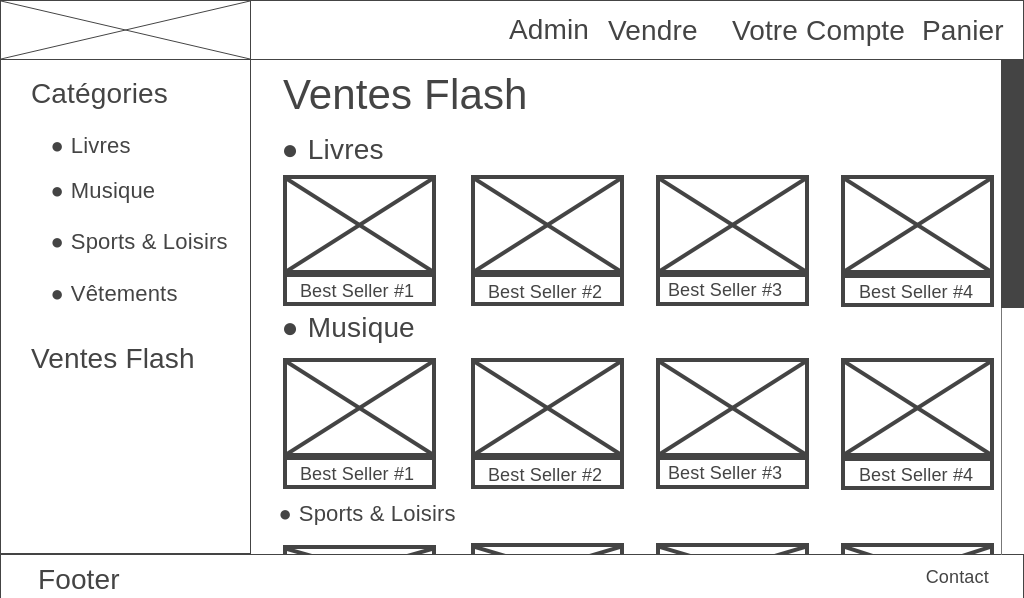 Admin Vendre Votre Compte Panier
Catégories
● Livres
● Musique
● Sports & Loisirs
● Vêtements
Ventes Flash
Ventes Flash
● Livres
Best Seller #1 Best Seller #2 Best Seller #3 Best Seller #4
● Musique
Best Seller #1 Best Seller #2 Best Seller #3 Best Seller #4
● Sports & Loisirs
Footer Contact